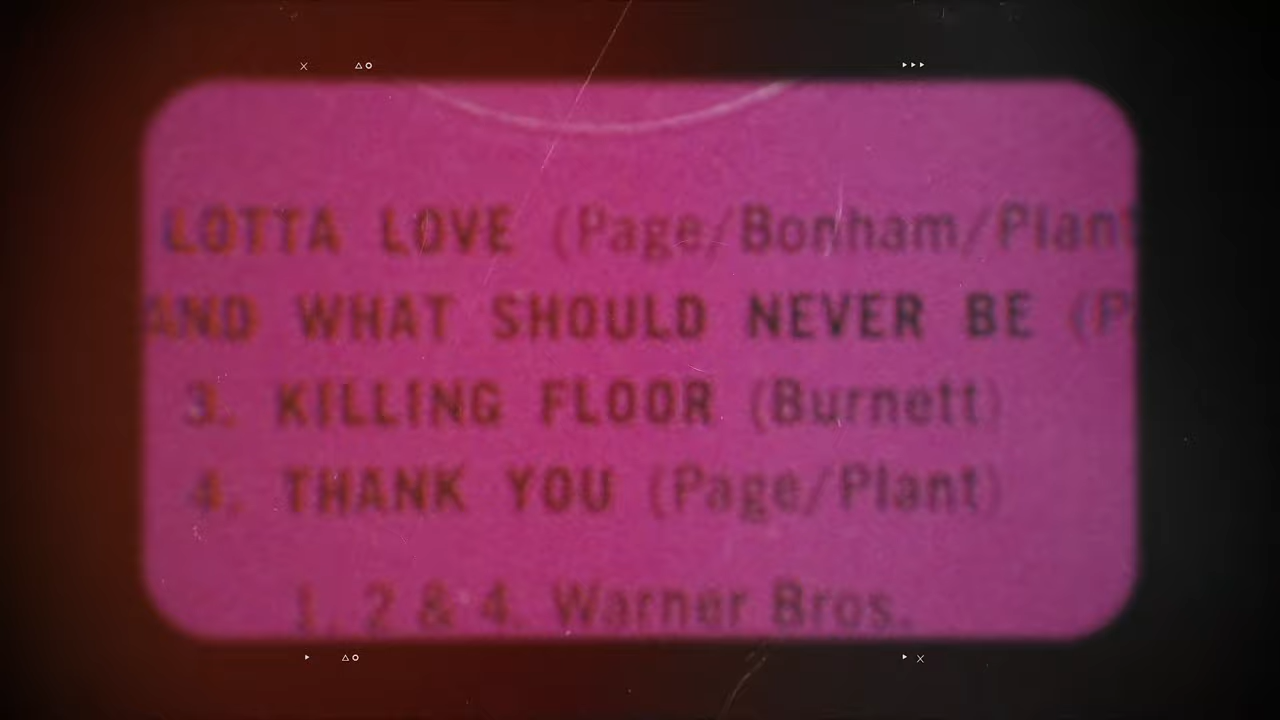 LOTTA LOVE (Page/Bonham/Plant
AND WHAT SHOULD NEVER BE (P
3. KILLING FLOOR (Burnett)
4. THANK YOU (Page/Plant)
1, 2 & 4. Warner Bros.